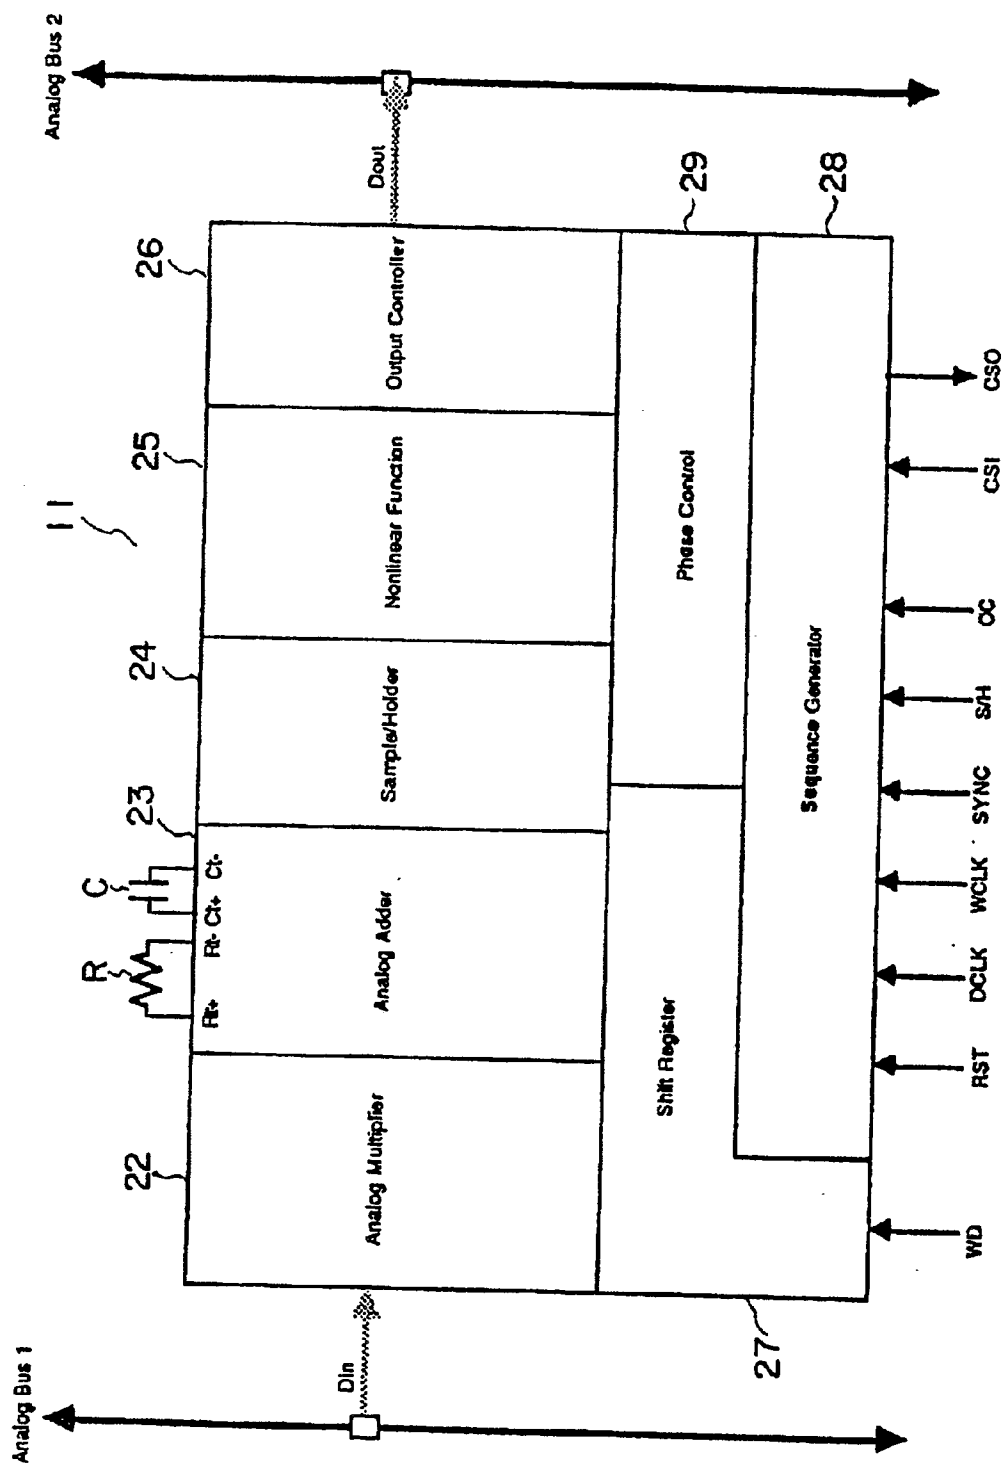 Analog Bus 1
Analog Bus 2
11
R
C
22
23
24
25
26
Rt+
Rt-
Ct+
Ct-
Din
Analog Multiplier
Analog Adder
Sample/Holder
Nonlinear Function
Output Controller
Dout
Shift Register
Phase Control
29
27
Sequence Generator
28
WD
RST
DCLK
WCLK
SYNC
S/H
OC
CSI
CSO